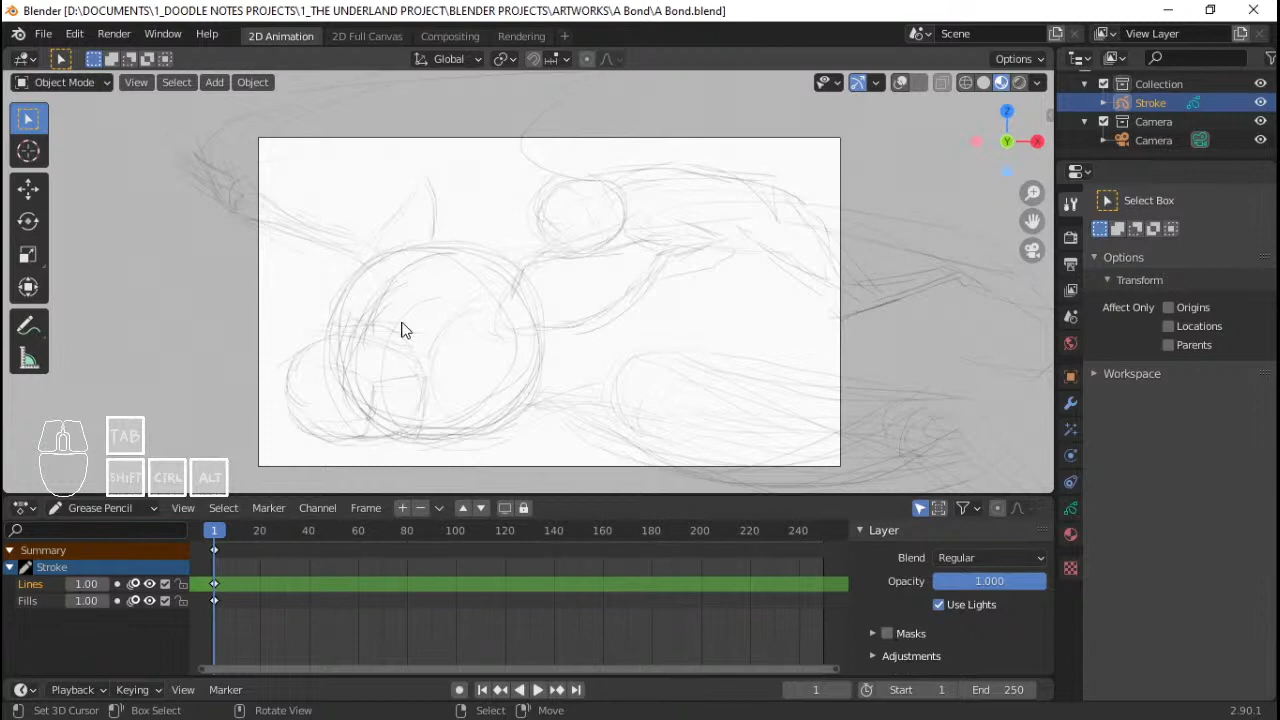 Blender [D:\DOCUMENTS\1_DOODLE NOTES PROJECTS\1_THE UNDERLAND PROJECT\BLENDER PROJECTS\ARTWORKS\A Bond\A Bond.blend]
File Edit Render Window Help 2D Animation 2D Full Canvas Compositing Rendering Scene View Layer
Global Options
Object Mode View Select Add Object
Collection
Stroke
Camera
Camera
Z
Y X
Select Box
Options
Transform
Affect Only Origins
Locations
Parents
Workspace
TAB
SHIFT CTRL ALT
Grease Pencil View Select Marker Channel Frame
1 20 40 60 80 100 120 140 160 180 200 220 240 Layer
Summary
Blend Regular
Stroke
Lines 1.00 Opacity 1.000
Fills 1.00 Use Lights
Masks
Adjustments
Playback Keying View Marker 1 Start 1 End 250
Set 3D Cursor Box Select Rotate View Select Move 2.90.1